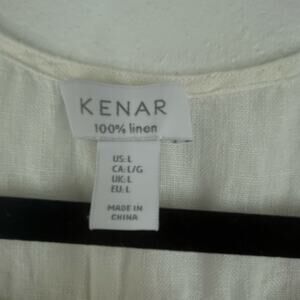 KENAR
100% linen
US: L
CA: L/G
UK: L
EU: L
MADE IN
CHINA